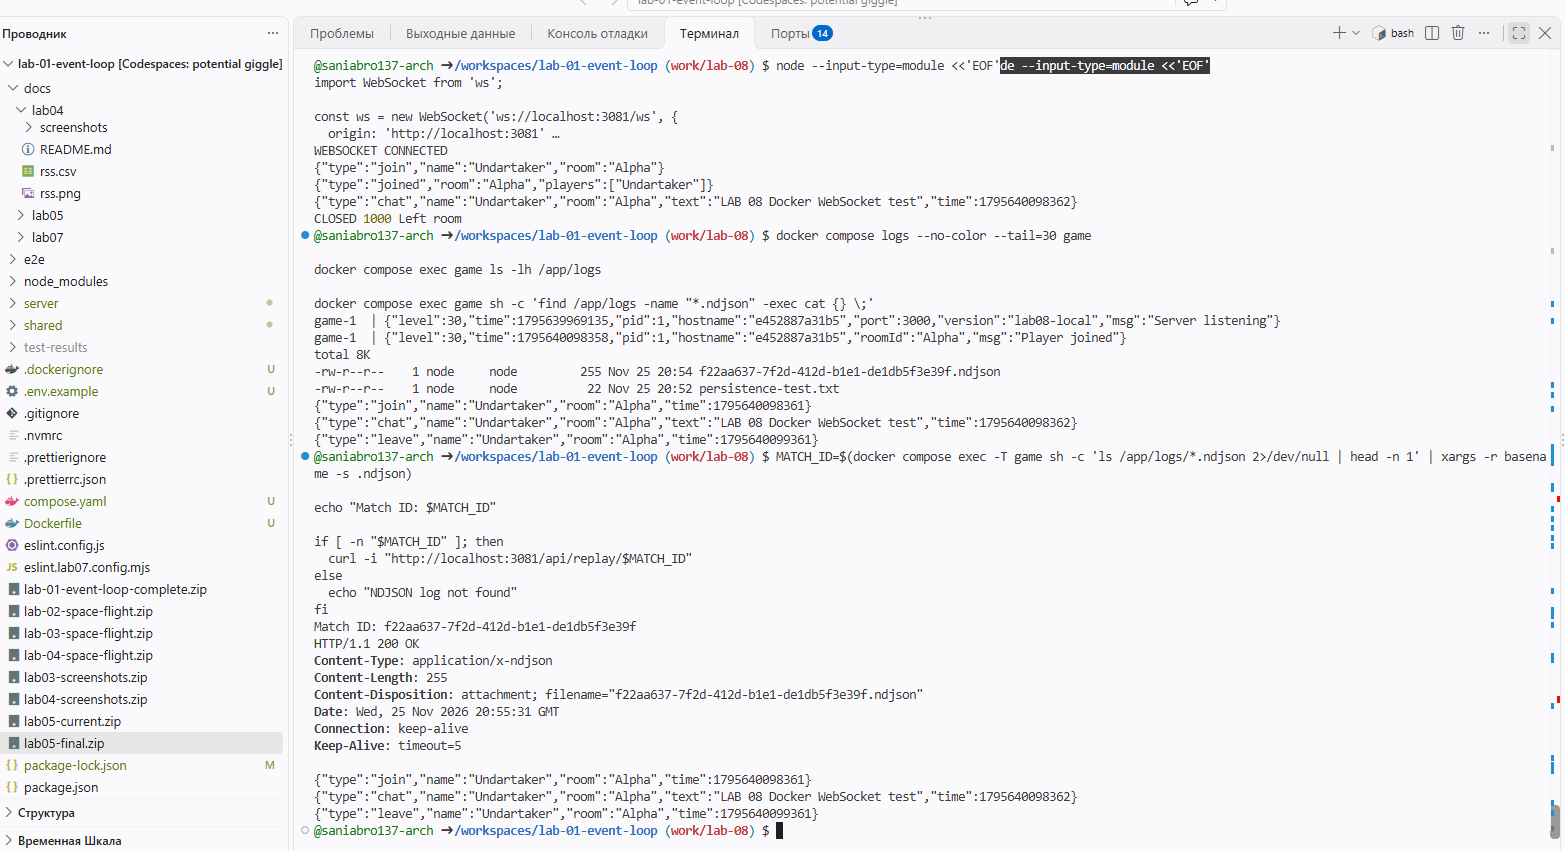 lab-01-event-loop [Codespaces: potential giggle]
Проводник
lab-01-event-loop [Codespaces: potential giggle]
docs
lab04
screenshots
README.md
rss.csv
rss.png
lab05
lab07
e2e
node_modules
server
shared
test-results
.dockerignore U
.env.example U
.gitignore
.nvmrc
.prettierignore
.prettierrc.json
compose.yaml U
Dockerfile U
eslint.config.js
eslint.lab07.config.mjs
lab-01-event-loop-complete.zip
lab-02-space-flight.zip
lab-03-space-flight.zip
lab-04-space-flight.zip
lab03-screenshots.zip
lab04-screenshots.zip
lab05-current.zip
lab05-final.zip
package-lock.json M
package.json
Структура
Временная Шкала
Проблемы Выходные данные Консоль отладки Терминал Порты 14
bash
@saniabro137-arch ➜/workspaces/lab-01-event-loop (work/lab-08) $ node --input-type=module <<'EOF'de --input-type=module <<'EOF'
import WebSocket from 'ws';
const ws = new WebSocket('ws://localhost:3081/ws', {
origin: 'http://localhost:3081' …
WEBSOCKET CONNECTED
{"type":"join","name":"Undartaker","room":"Alpha"}
{"type":"joined","room":"Alpha","players":["Undartaker"]}
{"type":"chat","name":"Undartaker","room":"Alpha","text":"LAB 08 Docker WebSocket test","time":1795640098362}
CLOSED 1000 Left room
@saniabro137-arch ➜/workspaces/lab-01-event-loop (work/lab-08) $ docker compose logs --no-color --tail=30 game
docker compose exec game ls -lh /app/logs
docker compose exec game sh -c 'find /app/logs -name "*.ndjson" -exec cat {} \;'
game-1 | {"level":30,"time":1795639969135,"pid":1,"hostname":"e452887a31b5","port":3000,"version":"lab08-local","msg":"Server listening"}
game-1 | {"level":30,"time":1795640098358,"pid":1,"hostname":"e452887a31b5","roomId":"Alpha","msg":"Player joined"}
total 8K
-rw-r--r-- 1 node node 255 Nov 25 20:54 f22aa637-7f2d-412d-b1e1-de1db5f3e39f.ndjson
-rw-r--r-- 1 node node 22 Nov 25 20:52 persistence-test.txt
{"type":"join","name":"Undartaker","room":"Alpha","time":1795640098361}
{"type":"chat","name":"Undartaker","room":"Alpha","text":"LAB 08 Docker WebSocket test","time":1795640098362}
{"type":"leave","name":"Undartaker","room":"Alpha","time":1795640099361}
@saniabro137-arch ➜/workspaces/lab-01-event-loop (work/lab-08) $ MATCH_ID=$(docker compose exec -T game sh -c 'ls /app/logs/*.ndjson 2>/dev/null | head -n 1' | xargs -r basena
me -s .ndjson)
echo "Match ID: $MATCH_ID"
if [ -n "$MATCH_ID" ]; then
curl -i "http://localhost:3081/api/replay/$MATCH_ID"
else
echo "NDJSON log not found"
fi
Match ID: f22aa637-7f2d-412d-b1e1-de1db5f3e39f
HTTP/1.1 200 OK
Content-Type: application/x-ndjson
Content-Length: 255
Content-Disposition: attachment; filename="f22aa637-7f2d-412d-b1e1-de1db5f3e39f.ndjson"
Date: Wed, 25 Nov 2026 20:55:31 GMT
Connection: keep-alive
Keep-Alive: timeout=5
{"type":"join","name":"Undartaker","room":"Alpha","time":1795640098361}
{"type":"chat","name":"Undartaker","room":"Alpha","text":"LAB 08 Docker WebSocket test","time":1795640098362}
{"type":"leave","name":"Undartaker","room":"Alpha","time":1795640099361}
@saniabro137-arch ➜/workspaces/lab-01-event-loop (work/lab-08) $